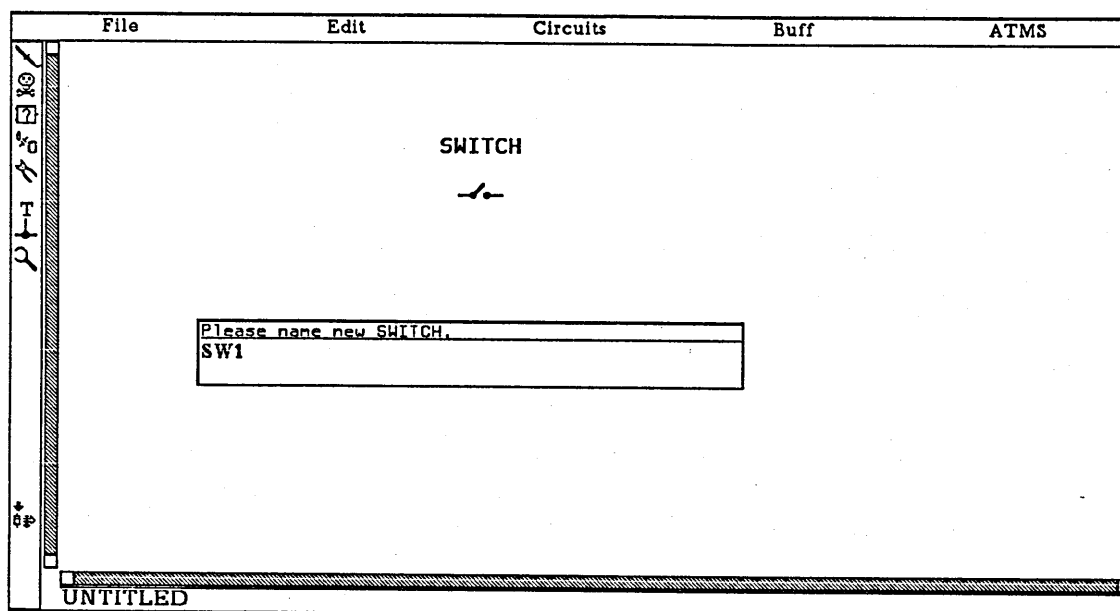 File Edit Circuits Buff ATMS
?
T
SWITCH
Please name new SWITCH.
SW1
UNTITLED